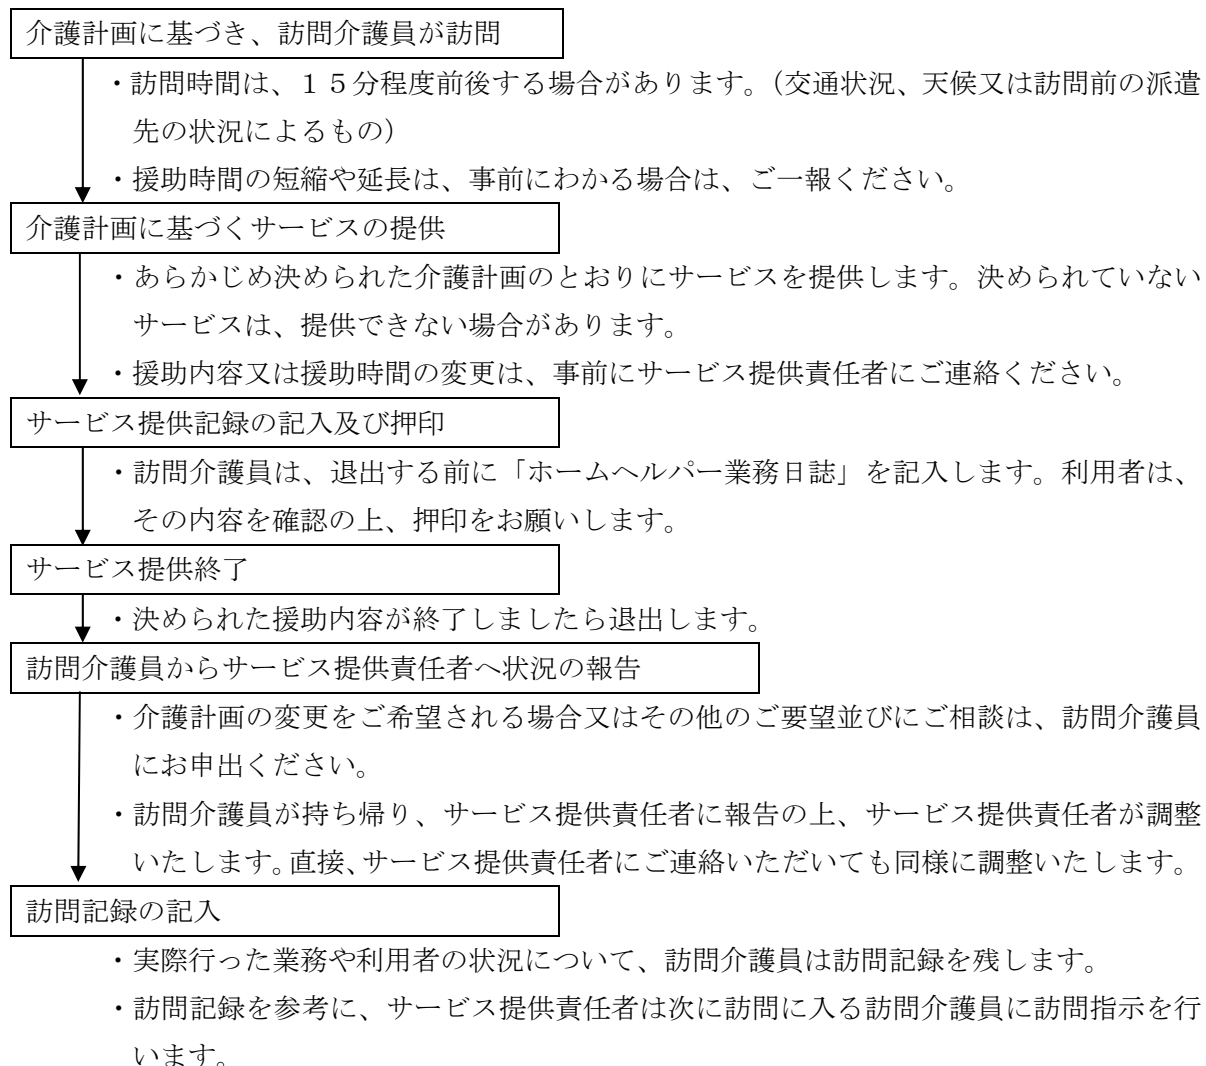 介護計画に基づき、訪問介護員が訪問
・訪問時間は、１５分程度前後する場合があります。（交通状況、天候又は訪問前の派遣
先の状況によるもの）
・援助時間の短縮や延長は、事前にわかる場合は、ご一報ください。
介護計画に基づくサービスの提供
・あらかじめ決められた介護計画のとおりにサービスを提供します。決められていない
サービスは、提供できない場合があります。
・援助内容又は援助時間の変更は、事前にサービス提供責任者にご連絡ください。
サービス提供記録の記入及び押印
・訪問介護員は、退出する前に「ホームヘルパー業務日誌」を記入します。利用者は、
その内容を確認の上、押印をお願いします。
サービス提供終了
・決められた援助内容が終了しましたら退出します。
訪問介護員からサービス提供責任者へ状況の報告
・介護計画の変更をご希望される場合又はその他のご要望並びにご相談は、訪問介護員
にお申出ください。
・訪問介護員が持ち帰り、サービス提供責任者に報告の上、サービス提供責任者が調整
いたします。直接、サービス提供責任者にご連絡いただいても同様に調整いたします。
訪問記録の記入
・実際行った業務や利用者の状況について、訪問介護員は訪問記録を残します。
・訪問記録を参考に、サービス提供責任者は次に訪問に入る訪問介護員に訪問指示を行
います。